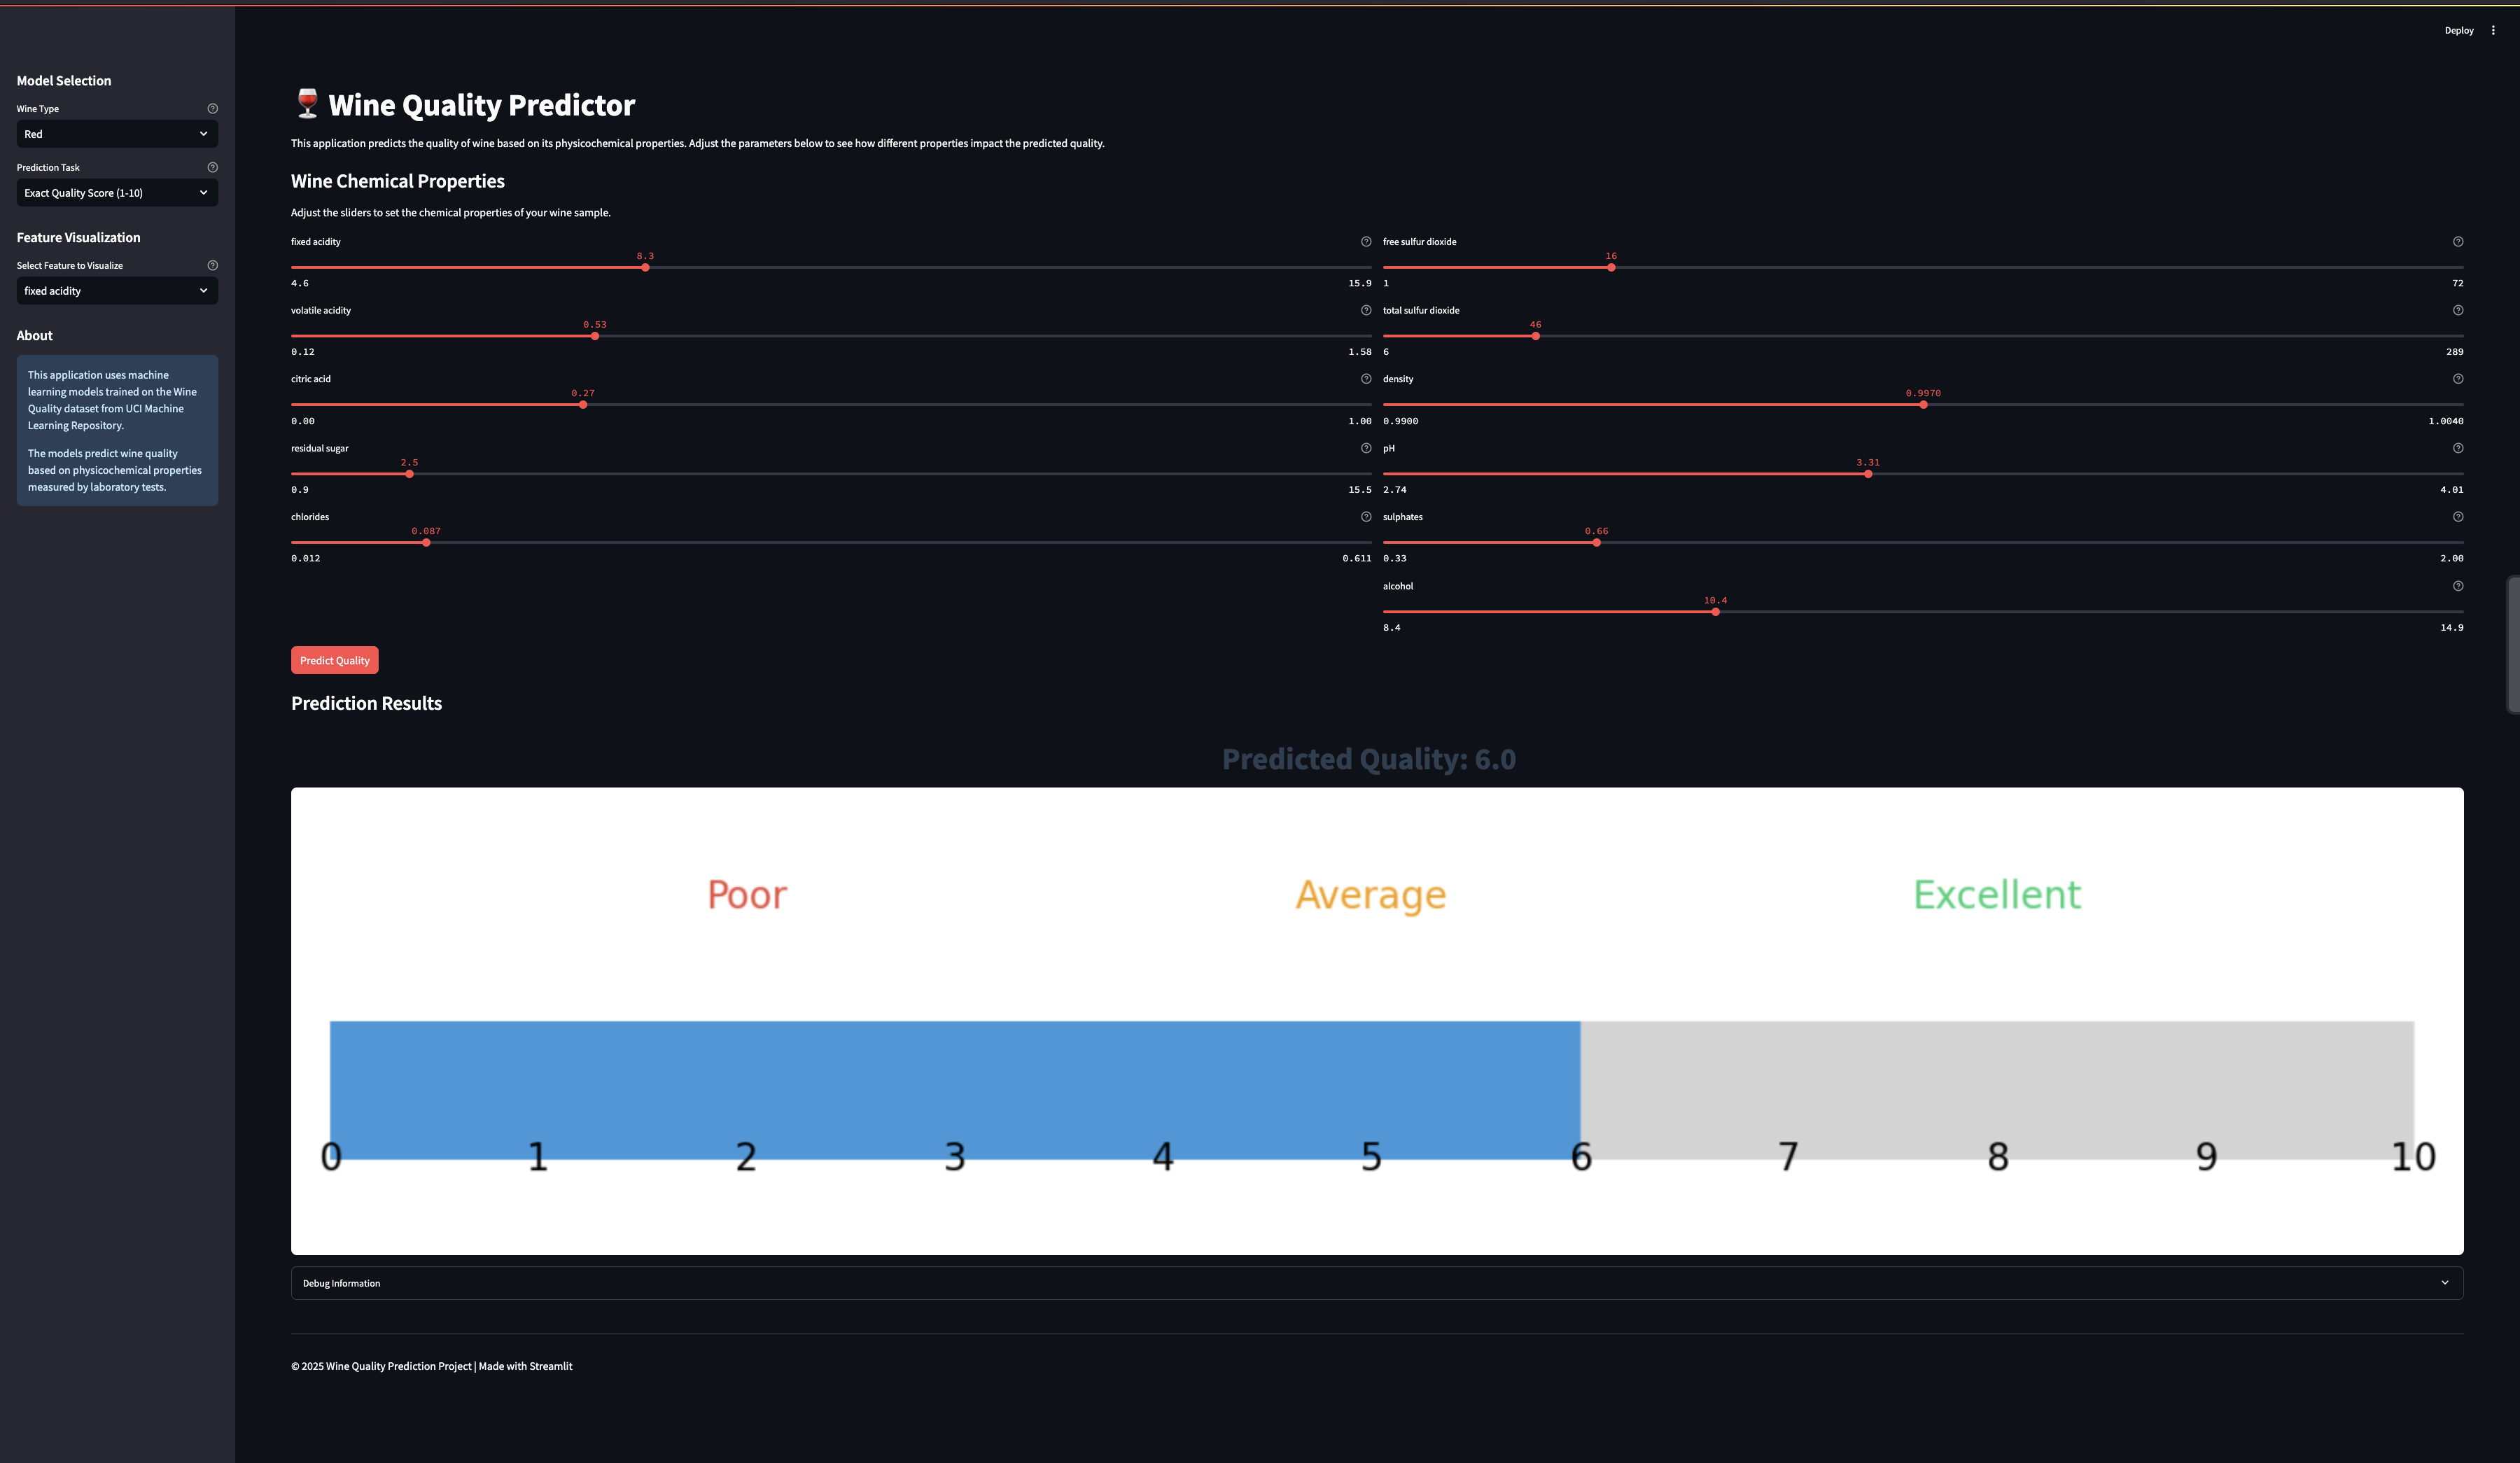 Deploy
Model Selection
Wine Type
Red
Prediction Task
Exact Quality Score (1-10)
Feature Visualization
Select Feature to Visualize
fixed acidity
About
This application uses machine
learning models trained on the Wine
Quality dataset from UCI Machine
Learning Repository.
The models predict wine quality
based on physicochemical properties
measured by laboratory tests.
Wine Quality Predictor
This application predicts the quality of wine based on its physicochemical properties. Adjust the parameters below to see how different properties impact the predicted quality.
Wine Chemical Properties
Adjust the sliders to set the chemical properties of your wine sample.
fixed acidity
8.3
4.6 15.9
volatile acidity
0.53
0.12 1.58
citric acid
0.27
0.00 1.00
residual sugar
2.5
0.9 15.5
chlorides
0.087
0.012 0.611
free sulfur dioxide
16
1 72
total sulfur dioxide
46
6 289
density
0.9970
0.9900 1.0040
pH
3.31
2.74 4.01
sulphates
0.66
0.33 2.00
alcohol
10.4
8.4 14.9
Predict Quality
Prediction Results
Predicted Quality: 6.0
Poor Average Excellent
0 1 2 3 4 5 6 7 8 9 10
Debug Information
© 2025 Wine Quality Prediction Project | Made with Streamlit